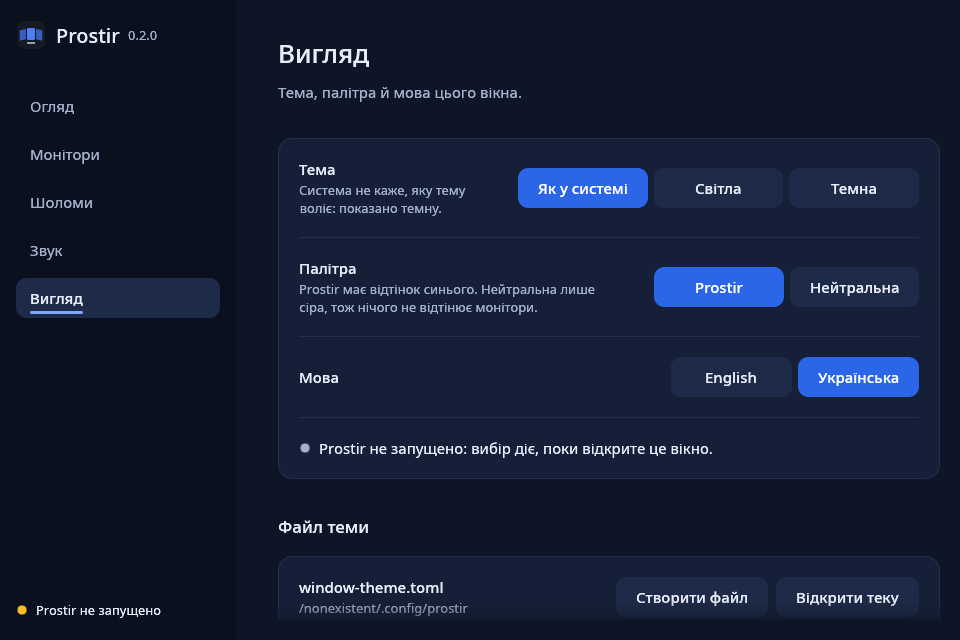 Prostir 0.2.0
Огляд
Монітори
Шоломи
Звук
Вигляд
Prostir не запущено
Вигляд
Тема, палітра й мова цього вікна.
Тема
Система не каже, яку тему
воліє: показано темну.
Як у системі
Світла
Темна
Палітра
Prostir має відтінок синього. Нейтральна лише
сіра, тож нічого не відтінює монітори.
Prostir
Нейтральна
Мова
English
Українська
Prostir не запущено: вибір діє, поки відкрите це вікно.
Файл теми
window-theme.toml
/nonexistent/.config/prostir
Створити файл
Відкрити теку